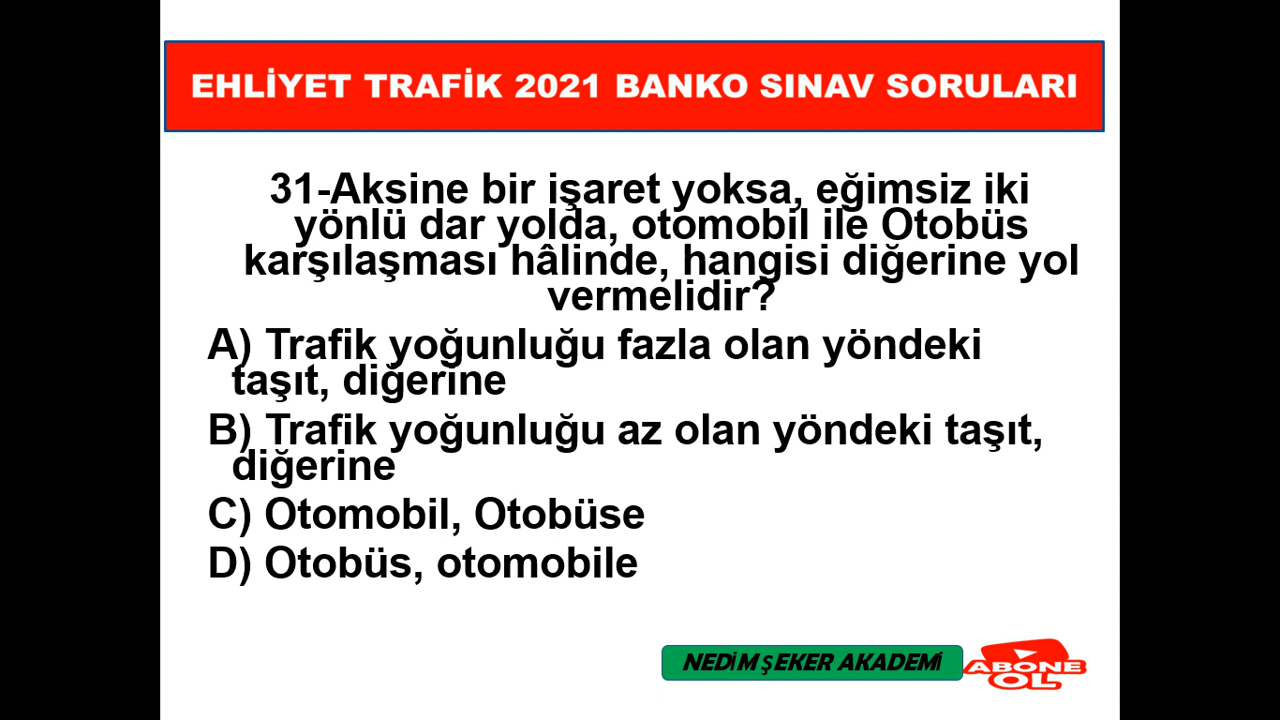 EHLİYET TRAFİK 2021 BANKO SINAV SORULARI
31-Aksine bir işaret yoksa, eğimsiz iki
yönlü dar yolda, otomobil ile Otobüs
karşılaşması hâlinde, hangisi diğerine yol
vermelidir?
A) Trafik yoğunluğu fazla olan yöndeki
taşıt, diğerine
B) Trafik yoğunluğu az olan yöndeki taşıt,
diğerine
C) Otomobil, Otobüse
D) Otobüs, otomobile
NEDİM ŞEKER AKADEMİ
ABONE
OL